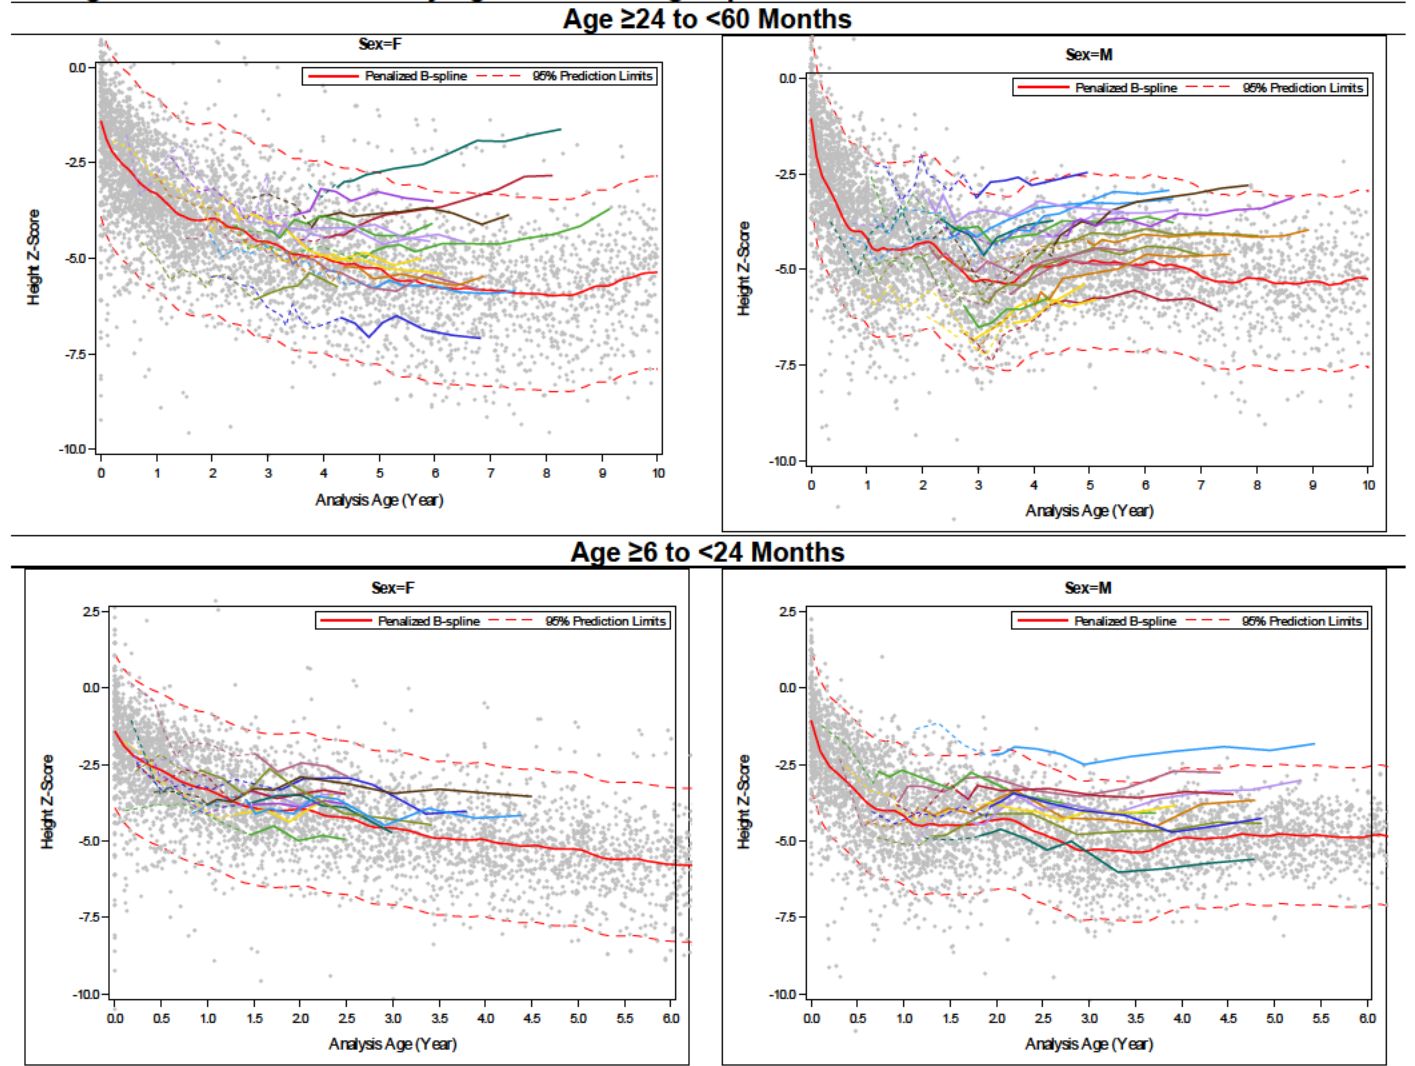 Age ≥24 to <60 Months
Sex=F
Penalized B-spline 95% Prediction Limits
0.0
-2.5
-5.0
-7.5
-10.0
Height Z-Score
0 1 2 3 4 5 6 7 8 9 10
Analysis Age (Year)
Sex=M
Penalized B-spline 95% Prediction Limits
0.0
-2.5
-5.0
-7.5
-10.0
Height Z-Score
0 1 2 3 4 5 6 7 8 9 10
Analysis Age (Year)
Age ≥6 to <24 Months
Sex=F
Penalized B-spline 95% Prediction Limits
2.5
0.0
-2.5
-5.0
-7.5
-10.0
Height Z-Score
0.0 0.5 1.0 1.5 2.0 2.5 3.0 3.5 4.0 4.5 5.0 5.5 6.0
Analysis Age (Year)
Sex=M
Penalized B-spline 95% Prediction Limits
2.5
0.0
-2.5
-5.0
-7.5
-10.0
Height Z-Score
0.0 0.5 1.0 1.5 2.0 2.5 3.0 3.5 4.0 4.5 5.0 5.5 6.0
Analysis Age (Year)